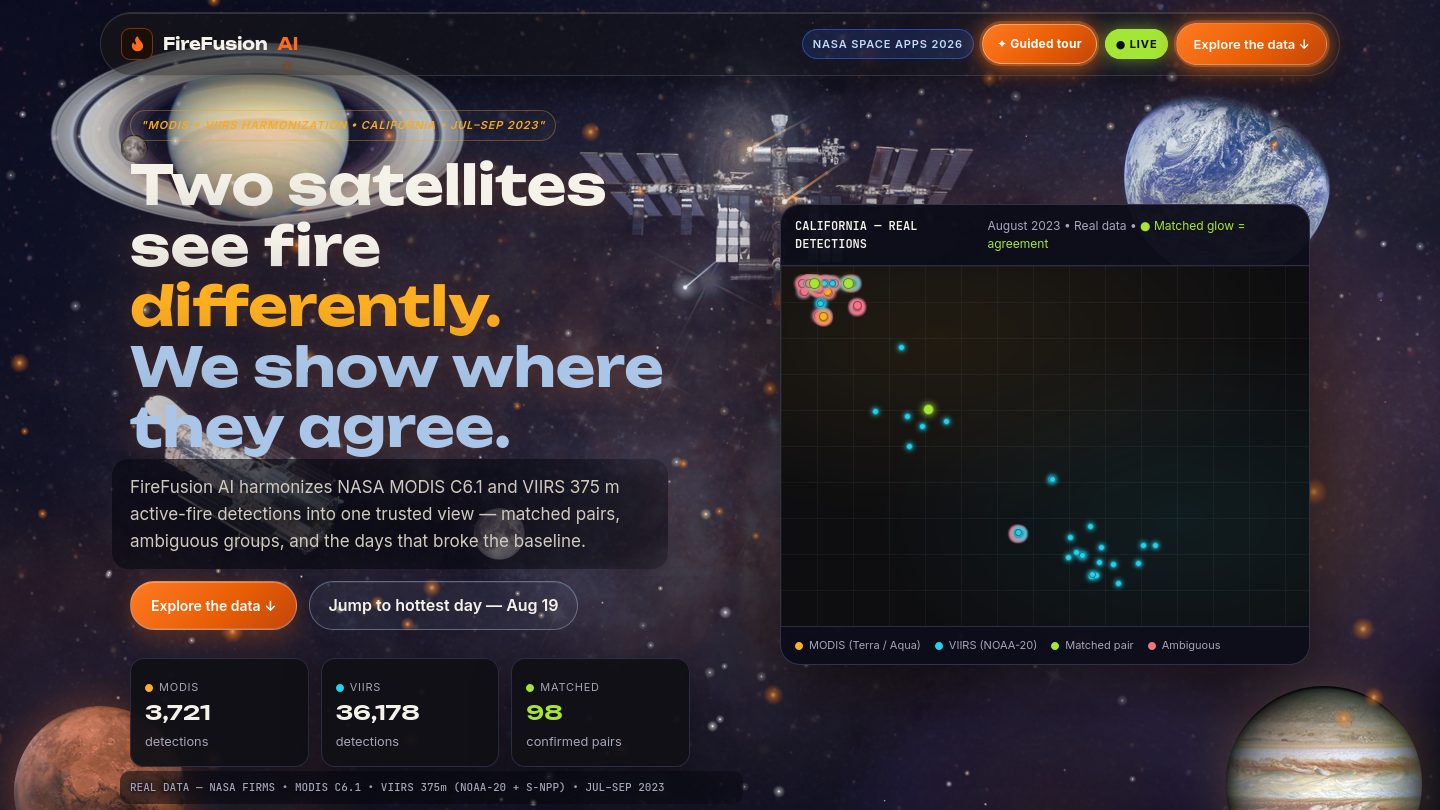 FireFusion AI
NASA SPACE APPS 2026
✦ Guided tour
● LIVE
Explore the data ↓
"MODIS + VIIRS HARMONIZATION • CALIFORNIA • JUL–SEP 2023"
Two satellites
see fire
differently.
We show where
they agree.
FireFusion AI harmonizes NASA MODIS C6.1 and VIIRS 375 m
active-fire detections into one trusted view — matched pairs,
ambiguous groups, and the days that broke the baseline.
Explore the data ↓
Jump to hottest day — Aug 19
MODIS
3,721
detections
VIIRS
36,178
detections
MATCHED
98
confirmed pairs
REAL DATA — NASA FIRMS • MODIS C6.1 • VIIRS 375m (NOAA-20 + S-NPP) • JUL–SEP 2023
CALIFORNIA — REAL
DETECTIONS
August 2023 • Real data • ● Matched glow =
agreement
MODIS (Terra / Aqua)
VIIRS (NOAA-20)
Matched pair
Ambiguous